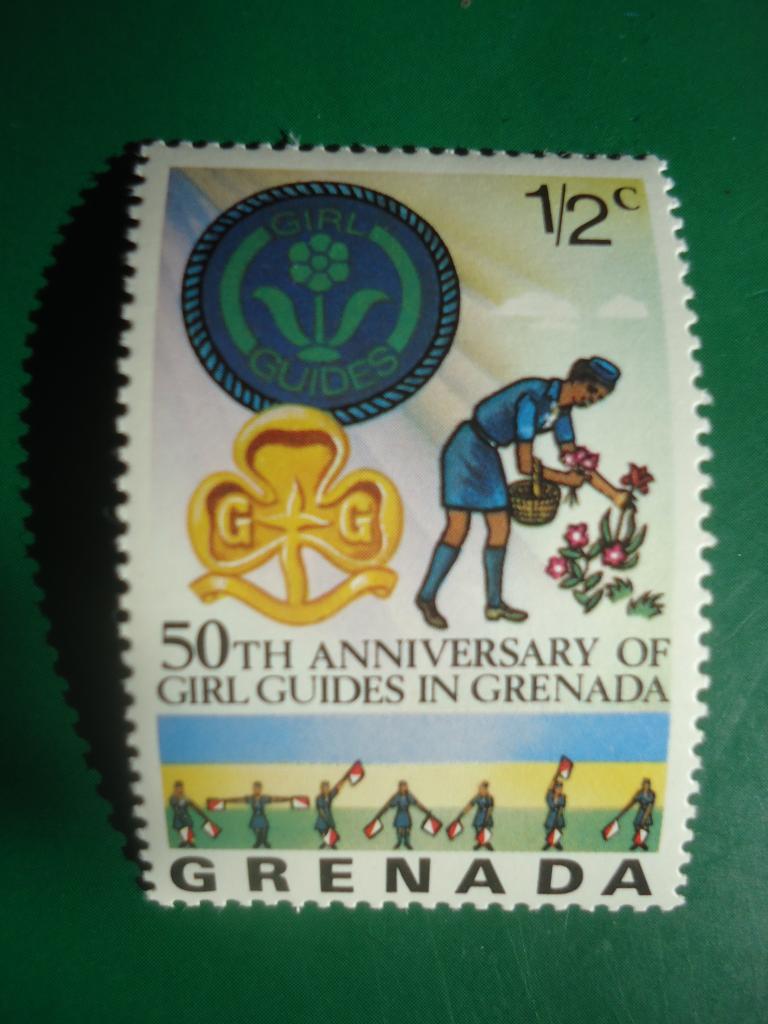 1/2c
GIRL
GUIDES
G G
50TH ANNIVERSARY OF
GIRL GUIDES IN GRENADA
GRENADA